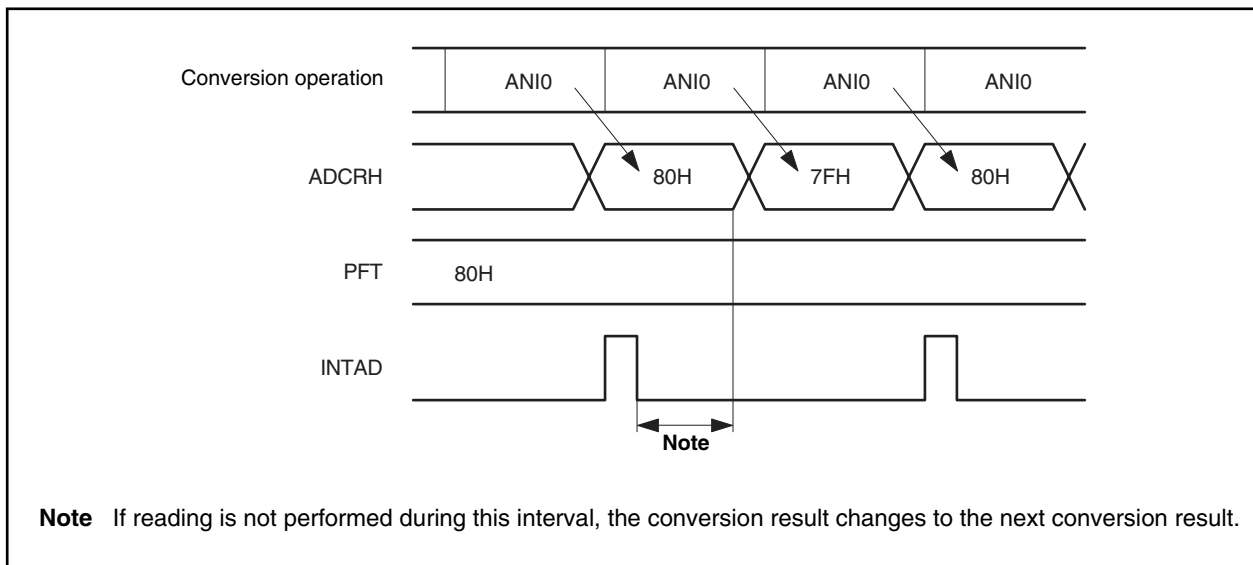 Conversion operation
ANI0 ANI0 ANI0 ANI0
ADCRH 80H 7FH 80H
PFT 80H
INTAD
Note
Note If reading is not performed during this interval, the conversion result changes to the next conversion result.